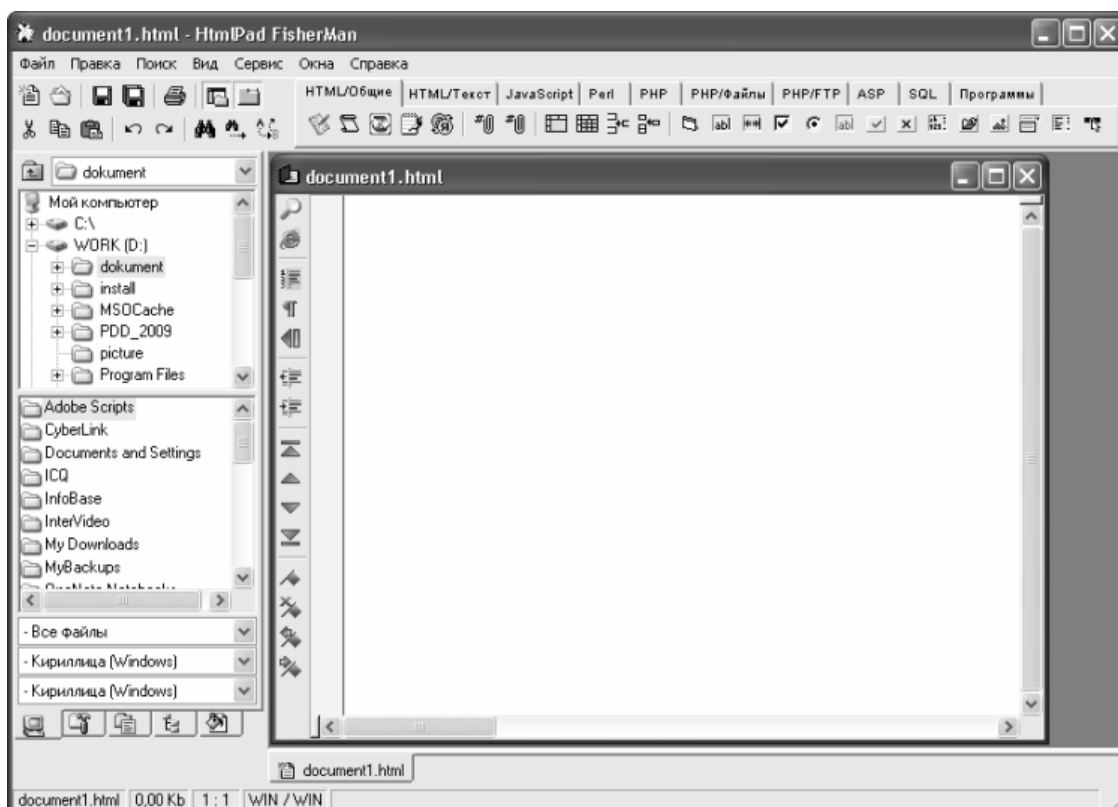 document1.html - HtmlPad FisherMan
Файл Правка Поиск Вид Сервис Окна Справка
HTML/Общие HTML/Текст JavaScript Perl PHP PHP/Файлы PHP/FTP ASP SQL Программы
dokument
Мой компьютер
C:\
WORK (D:)
dokument
install
MSOCache
PDD_2009
picture
Program Files
Adobe Scripts
CyberLink
Documents and Settings
ICQ
InfoBase
InterVideo
My Downloads
MyBackups
- Все файлы
- Кириллица (Windows)
- Кириллица (Windows)
document1.html
document1.html
document1.html 0,00 Kb 1 : 1 WIN / WIN